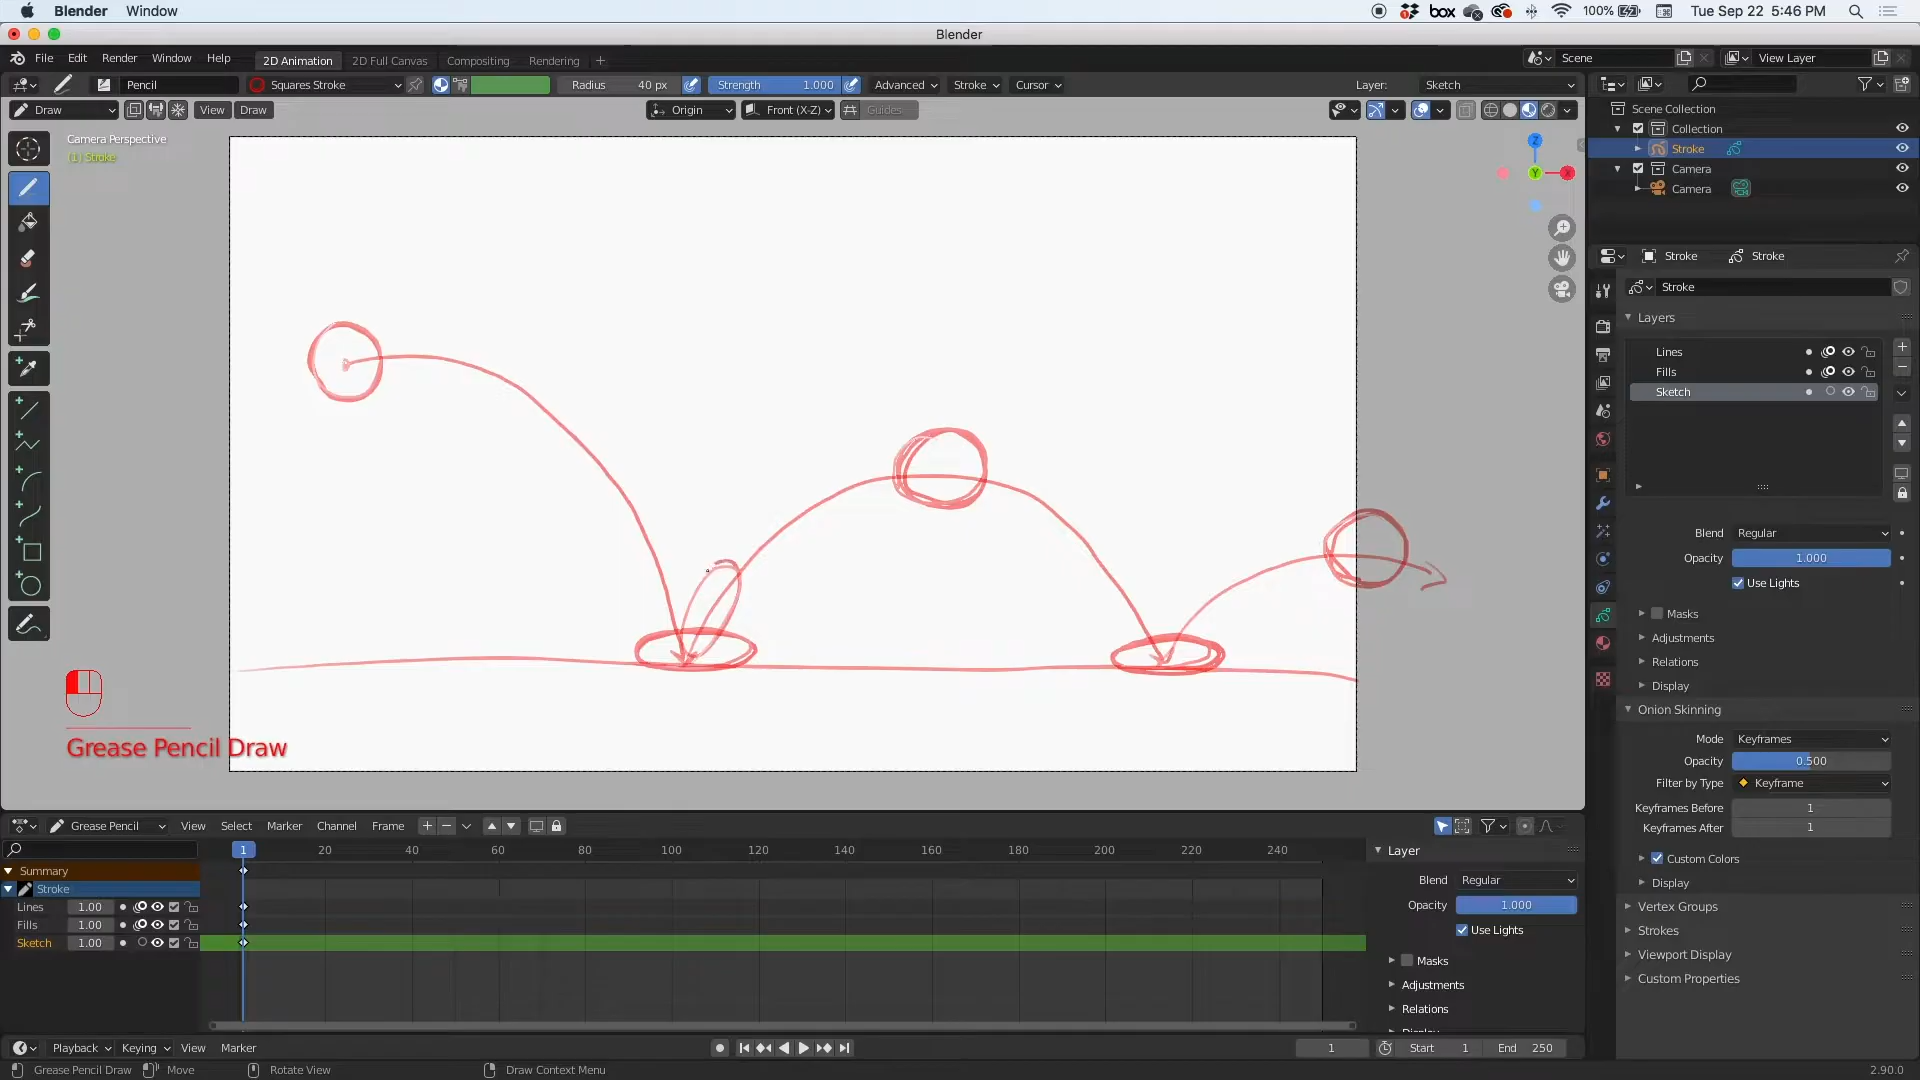 Blender Window
box 100% Tue Sep 22 5:46 PM
Blender
File Edit Render Window Help 2D Animation 2D Full Canvas Compositing Rendering + Scene View Layer
Pencil Squares Stroke Radius 40 px Strength 1.000 Advanced Stroke Cursor Layer: Sketch
Draw View Draw Origin Front (X-Z) Guides
Camera Perspective
(1) Stroke
Z
Y X
Grease Pencil Draw
Scene Collection
Collection
Stroke
Camera
Camera
Stroke Stroke
Stroke
Layers
Lines
Fills
Sketch
Blend Regular
Opacity 1.000
Use Lights
Masks
Adjustments
Relations
Display
Onion Skinning
Mode Keyframes
Opacity 0.500
Filter by Type Keyframe
Keyframes Before 1
Keyframes After 1
Custom Colors
Display
Vertex Groups
Strokes
Viewport Display
Custom Properties
Grease Pencil View Select Marker Channel Frame
1 20 40 60 80 100 120 140 160 180 200 220 240
Summary
Stroke
Lines 1.00
Fills 1.00
Sketch 1.00
Layer
Blend Regular
Opacity 1.000
Use Lights
Masks
Adjustments
Relations
Display
Playback Keying View Marker 1 Start 1 End 250
Grease Pencil Draw Move Rotate View Draw Context Menu 2.90.0